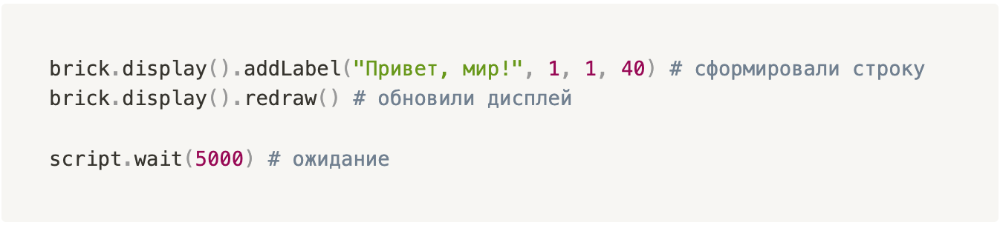 brick.display().addLabel("Привет, мир!", 1, 1, 40) # сформировали строку
brick.display().redraw() # обновили дисплей
script.wait(5000) # ожидание